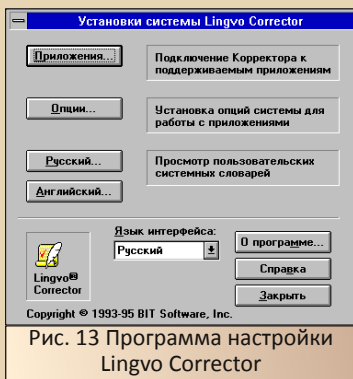 Установки системы Lingvo Corrector
Приложения...
Подключение Корректора к
поддерживаемым приложениям
Опции...
Установка опций системы для
работы с приложениями
Русский...
Просмотр пользовательских
системных словарей
Английский...
Язык интерфейса:
Русский
О программе...
Справка
Закрыть
Lingvo®
Corrector
Copyright © 1993-95 BIT Software, Inc.
Рис. 13 Программа настройки
Lingvo Corrector